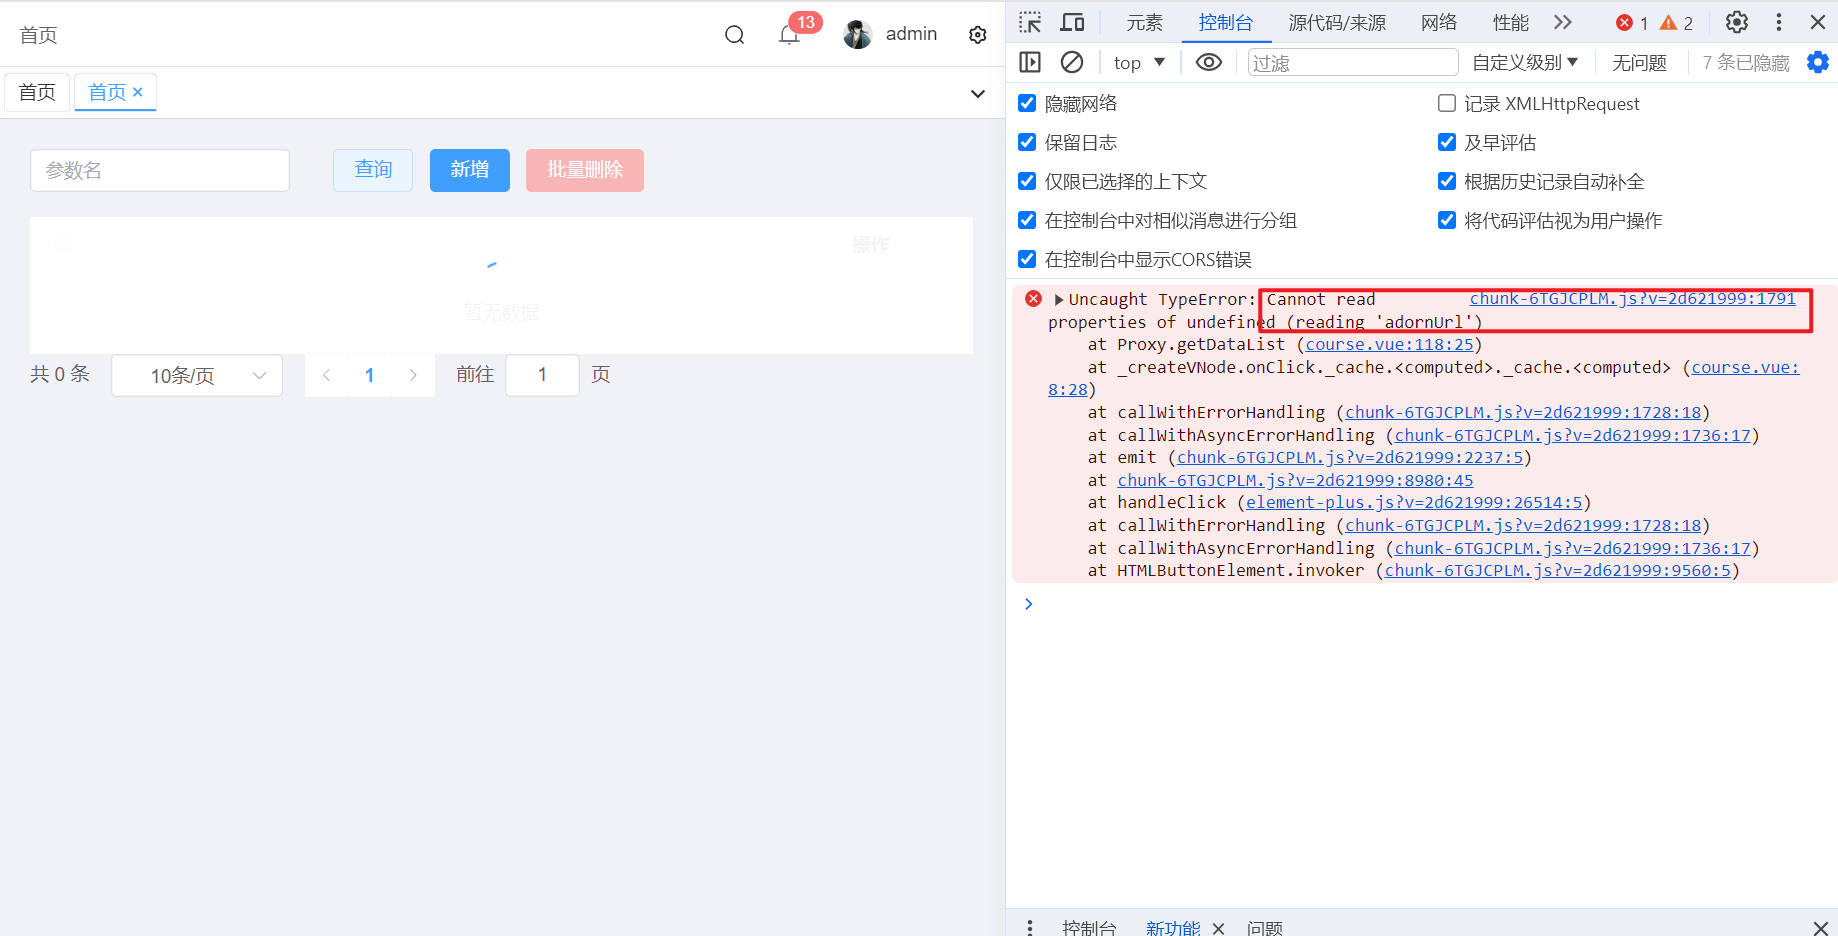 首页
13
admin
首页
首页 ×
参数名
查询
新增
批量删除
操作
暂无数据
共 0 条
10条/页
1
前往
1
页
元素
控制台
源代码/来源
网络
性能
1
2
top
过滤
自定义级别
无问题
7 条已隐藏
隐藏网络
记录 XMLHttpRequest
保留日志
及早评估
仅限已选择的上下文
根据历史记录自动补全
在控制台中对相似消息进行分组
将代码评估视为用户操作
在控制台中显示CORS错误
Uncaught TypeError: Cannot read chunk-6TGJCPLM.js?v=2d621999:1791
properties of undefined (reading 'adornUrl')
at Proxy.getDataList (course.vue:118:25)
at _createVNode.onClick._cache.<computed>._cache.<computed> (course.vue:
8:28)
at callWithErrorHandling (chunk-6TGJCPLM.js?v=2d621999:1728:18)
at callWithAsyncErrorHandling (chunk-6TGJCPLM.js?v=2d621999:1736:17)
at emit (chunk-6TGJCPLM.js?v=2d621999:2237:5)
at chunk-6TGJCPLM.js?v=2d621999:8980:45
at handleClick (element-plus.js?v=2d621999:26514:5)
at callWithErrorHandling (chunk-6TGJCPLM.js?v=2d621999:1728:18)
at callWithAsyncErrorHandling (chunk-6TGJCPLM.js?v=2d621999:1736:17)
at HTMLButtonElement.invoker (chunk-6TGJCPLM.js?v=2d621999:9560:5)
控制台
新功能
问题